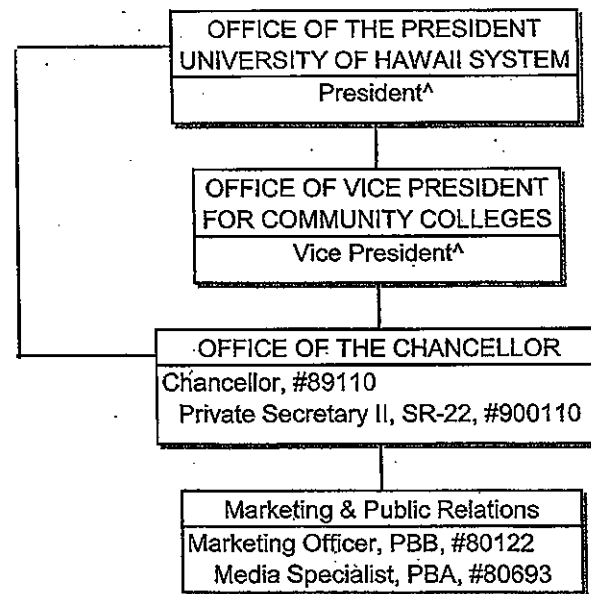 OFFICE OF THE PRESIDENT
UNIVERSITY OF HAWAII SYSTEM
President^
OFFICE OF VICE PRESIDENT
FOR COMMUNITY COLLEGES
Vice President^
OFFICE OF THE CHANCELLOR
Chancellor, #89110
Private Secretary II, SR-22, #900110
Marketing & Public Relations
Marketing Officer, PBB, #80122
Media Specialist, PBA, #80693